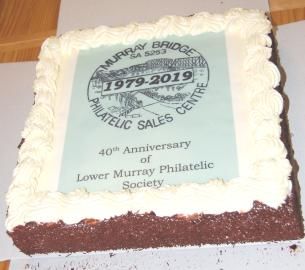 MURRAY BRIDGE
SA 5253
1979-2019
PHILATELIC SALES CENTRE
40th Anniversary
of
Lower Murray Philatelic
Society